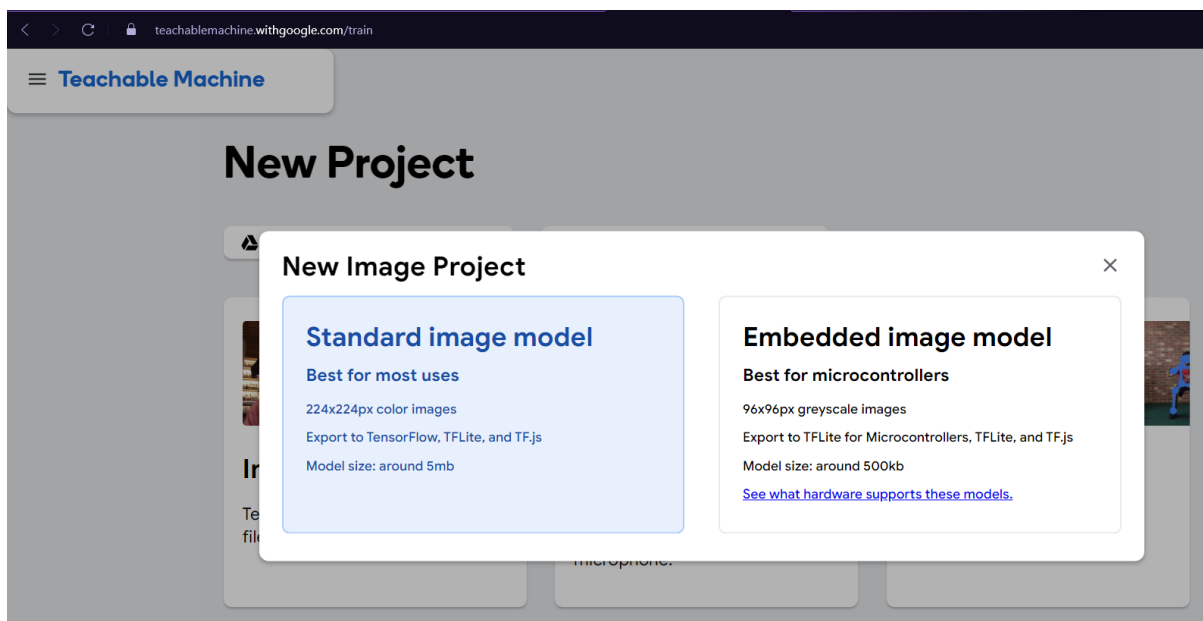 teachablemachine.withgoogle.com/train
Teachable Machine
New Project
New Image Project
Standard image model
Best for most uses
224x224px color images
Export to TensorFlow, TFLite, and TF.js
Model size: around 5mb
Embedded image model
Best for microcontrollers
96x96px greyscale images
Export to TFLite for Microcontrollers, TFLite, and TF.js
Model size: around 500kb
See what hardware supports these models.